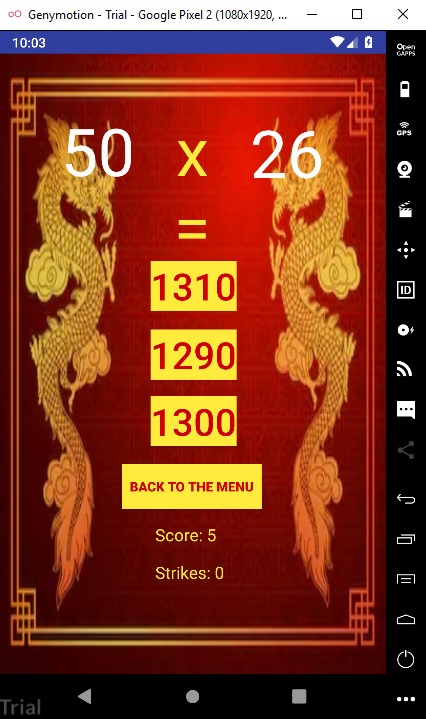 Genymotion - Trial - Google Pixel 2 (1080x1920, ...
10:03
Open
GAPPS
GPS
ID
50 x 26
=
1310
1290
1300
BACK TO THE MENU
Score: 5
Strikes: 0
Trial